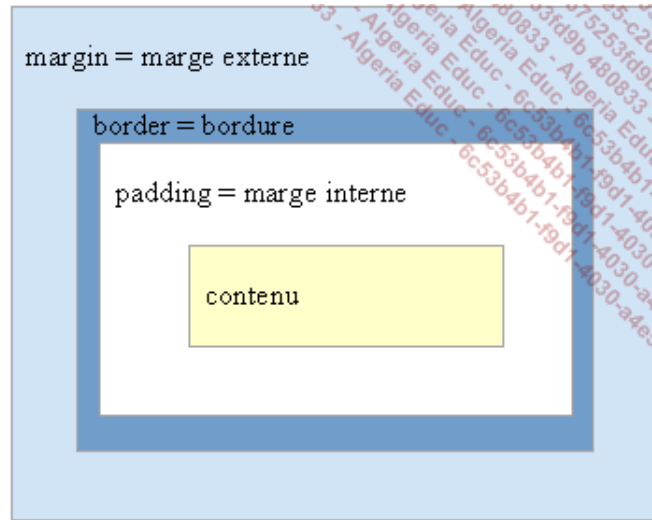 margin = marge externe
border = bordure
padding = marge interne
contenu